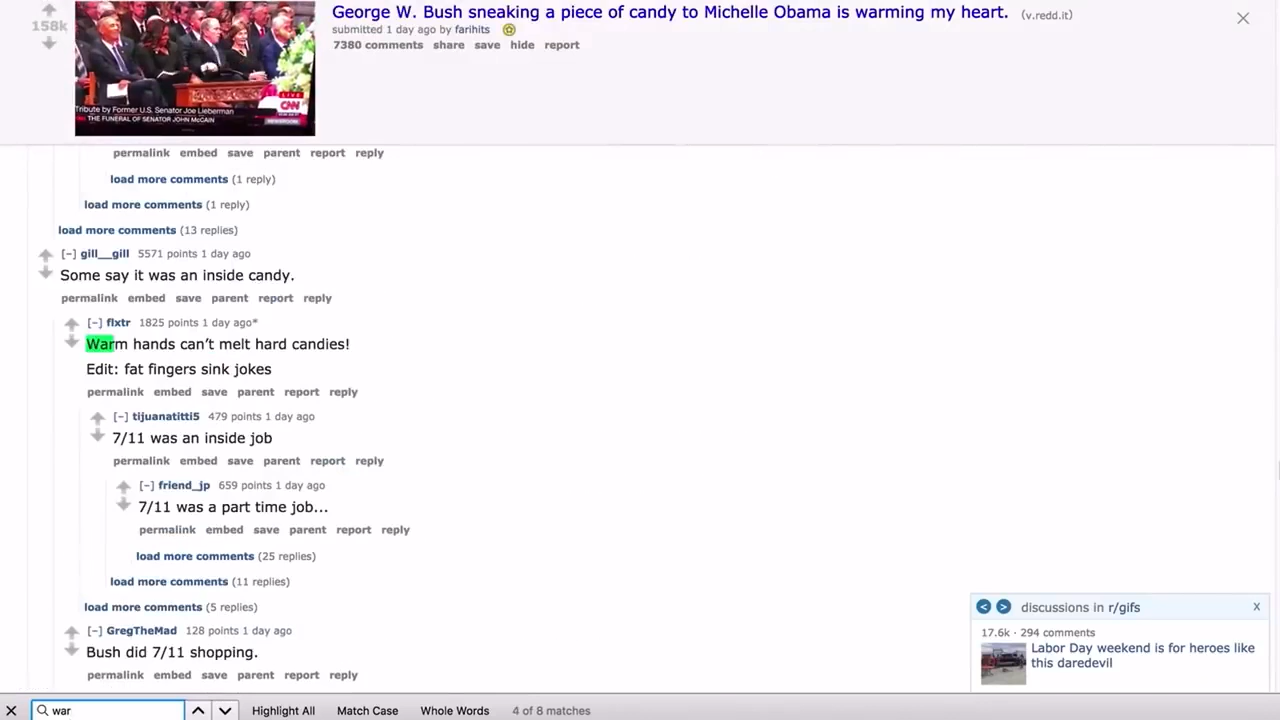 158k
George W. Bush sneaking a piece of candy to Michelle Obama is warming my heart. (v.redd.it)
submitted 1 day ago by farihits
7380 comments share save hide report
LIVE
CNN
Tribute by Former U.S. Senator Joe Lieberman
THE FUNERAL OF SENATOR JOHN McCAIN
permalink embed save parent report reply
load more comments (1 reply)
load more comments (1 reply)
load more comments (13 replies)
[–] gill__gill 5571 points 1 day ago
Some say it was an inside candy.
permalink embed save parent report reply
[–] flxtr 1825 points 1 day ago*
Warm hands can't melt hard candies!
Edit: fat fingers sink jokes
permalink embed save parent report reply
[–] tijuanatitti5 479 points 1 day ago
7/11 was an inside job
permalink embed save parent report reply
[–] friend_jp 659 points 1 day ago
7/11 was a part time job...
permalink embed save parent report reply
load more comments (25 replies)
load more comments (11 replies)
load more comments (5 replies)
[–] GregTheMad 128 points 1 day ago
Bush did 7/11 shopping.
permalink embed save parent report reply
< > discussions in r/gifs X
17.6k · 294 comments
Labor Day weekend is for heroes like
this daredevil
war Highlight All Match Case Whole Words 4 of 8 matches